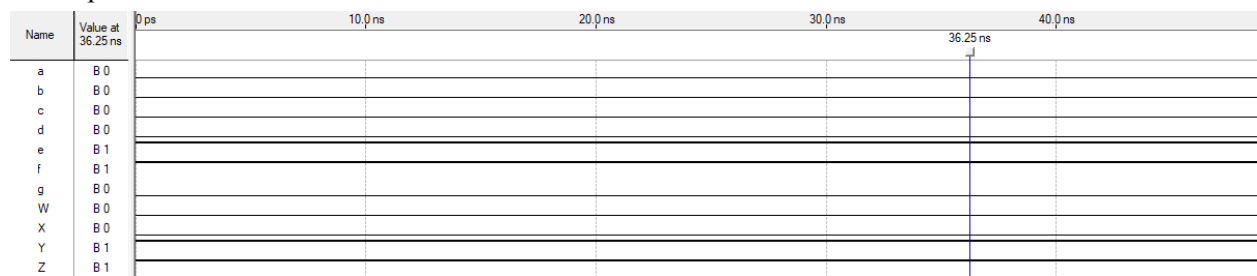 Name Value at 36.25 ns 0 ps 10.0 ns 20.0 ns 30.0 ns 40.0 ns
36.25 ns
a B 0
b B 0
c B 0
d B 0
e B 1
f B 1
g B 0
W B 0
X B 0
Y B 1
Z B 1